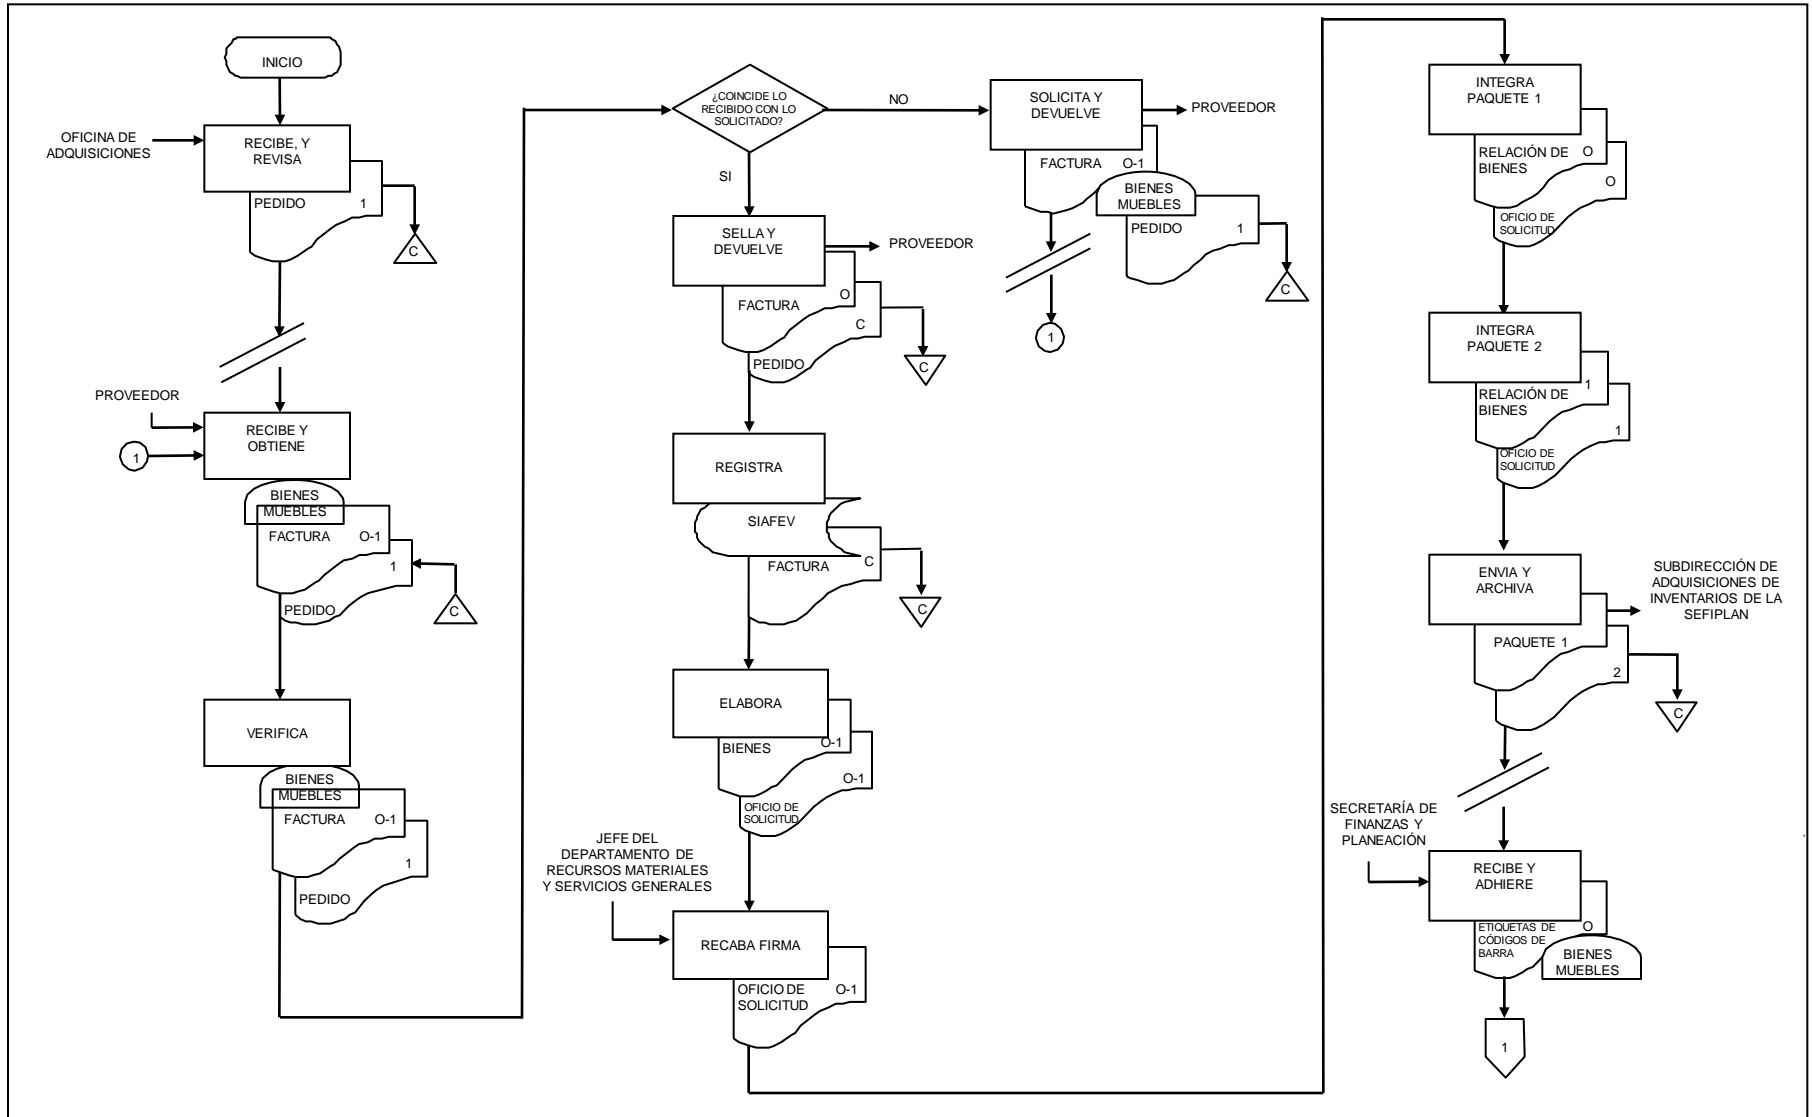 INICIO
OFICINA DE
ADQUISICIONES
RECIBE, Y
REVISA
PEDIDO
1
C
PROVEEDOR
1
RECIBE Y
OBTIENE
BIENES
MUEBLES
FACTURA O-1
1
PEDIDO
C
VERIFICA
BIENES
MUEBLES
FACTURA O-1
1
PEDIDO
¿COINCIDE LO
RECIBIDO CON LO
SOLICITADO?
NO
SI
SOLICITA Y
DEVUELVE
PROVEEDOR
FACTURA O-1
BIENES
MUEBLES
PEDIDO 1
C
1
SELLA Y
DEVUELVE
PROVEEDOR
FACTURA O
C
PEDIDO
C
REGISTRA
SIAFEV
FACTURA C
C
ELABORA
BIENES O-1
O-1
OFICIO DE
SOLICITUD
JEFE DEL
DEPARTAMENTO DE
RECURSOS MATERIALES
Y SERVICIOS GENERALES
RECABA FIRMA
OFICIO DE O-1
SOLICITUD
INTEGRA
PAQUETE 1
RELACIÓN DE O
BIENES
O
OFICIO DE
SOLICITUD
INTEGRA
PAQUETE 2
1
RELACIÓN DE
BIENES
1
OFICIO DE
SOLICITUD
ENVIA Y
ARCHIVA
SUBDIRECCIÓN DE
ADQUISICIONES DE
INVENTARIOS DE LA
SEFIPLAN
PAQUETE 1
2
C
SECRETARÍA DE
FINANZAS Y
PLANEACIÓN
RECIBE Y
ADHIERE
ETIQUETAS DE O
CÓDIGOS DE
BARRA
BIENES
MUEBLES
1